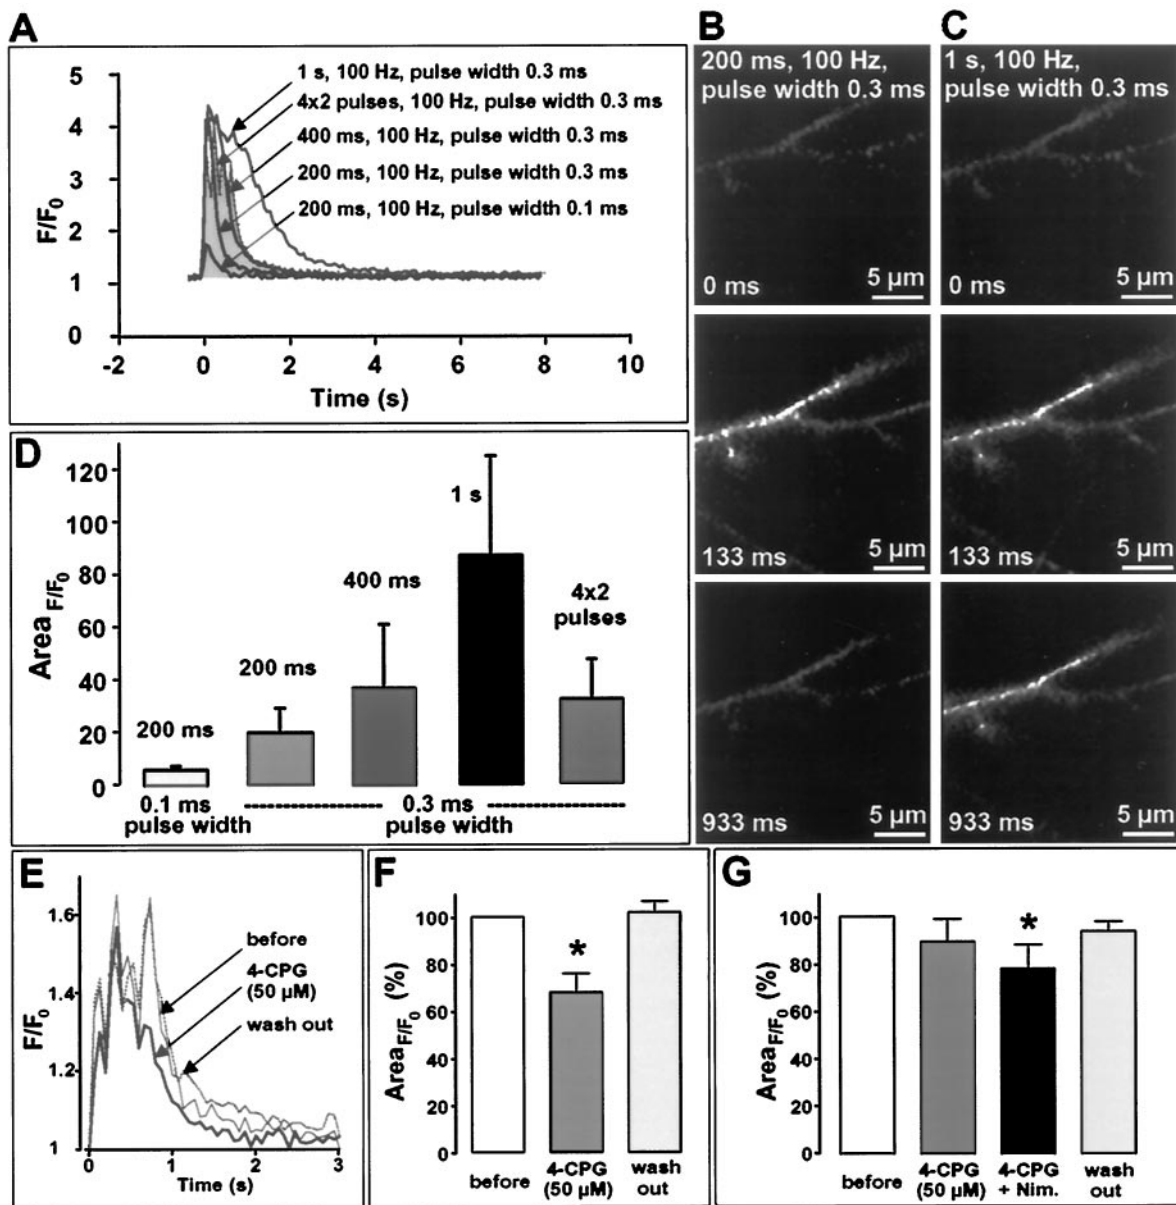 A
5
4
3
2
1
0
F/F0
-2
0
2
4
6
8
10
Time (s)
1 s, 100 Hz, pulse width 0.3 ms
4x2 pulses, 100 Hz, pulse width 0.3 ms
400 ms, 100 Hz, pulse width 0.3 ms
200 ms, 100 Hz, pulse width 0.3 ms
200 ms, 100 Hz, pulse width 0.1 ms
B
200 ms, 100 Hz,
pulse width 0.3 ms
0 ms
5 µm
133 ms
5 µm
933 ms
5 µm
C
1 s, 100 Hz,
pulse width 0.3 ms
0 ms
5 µm
133 ms
5 µm
933 ms
5 µm
D
120
100
80
60
40
20
0
Area F/F0
200 ms
200 ms
400 ms
1 s
4x2
pulses
0.1 ms
pulse width
0.3 ms
pulse width
E
1.6
1.4
1.2
1
F/F0
0
1
2
3
Time (s)
before
4-CPG
(50 µM)
wash out
F
100
80
60
40
20
0
Area F/F0 (%)
*
before
4-CPG
(50 µM)
wash
out
G
100
80
60
40
20
0
Area F/F0 (%)
*
before
4-CPG
(50 µM)
4-CPG
+ Nim.
wash
out